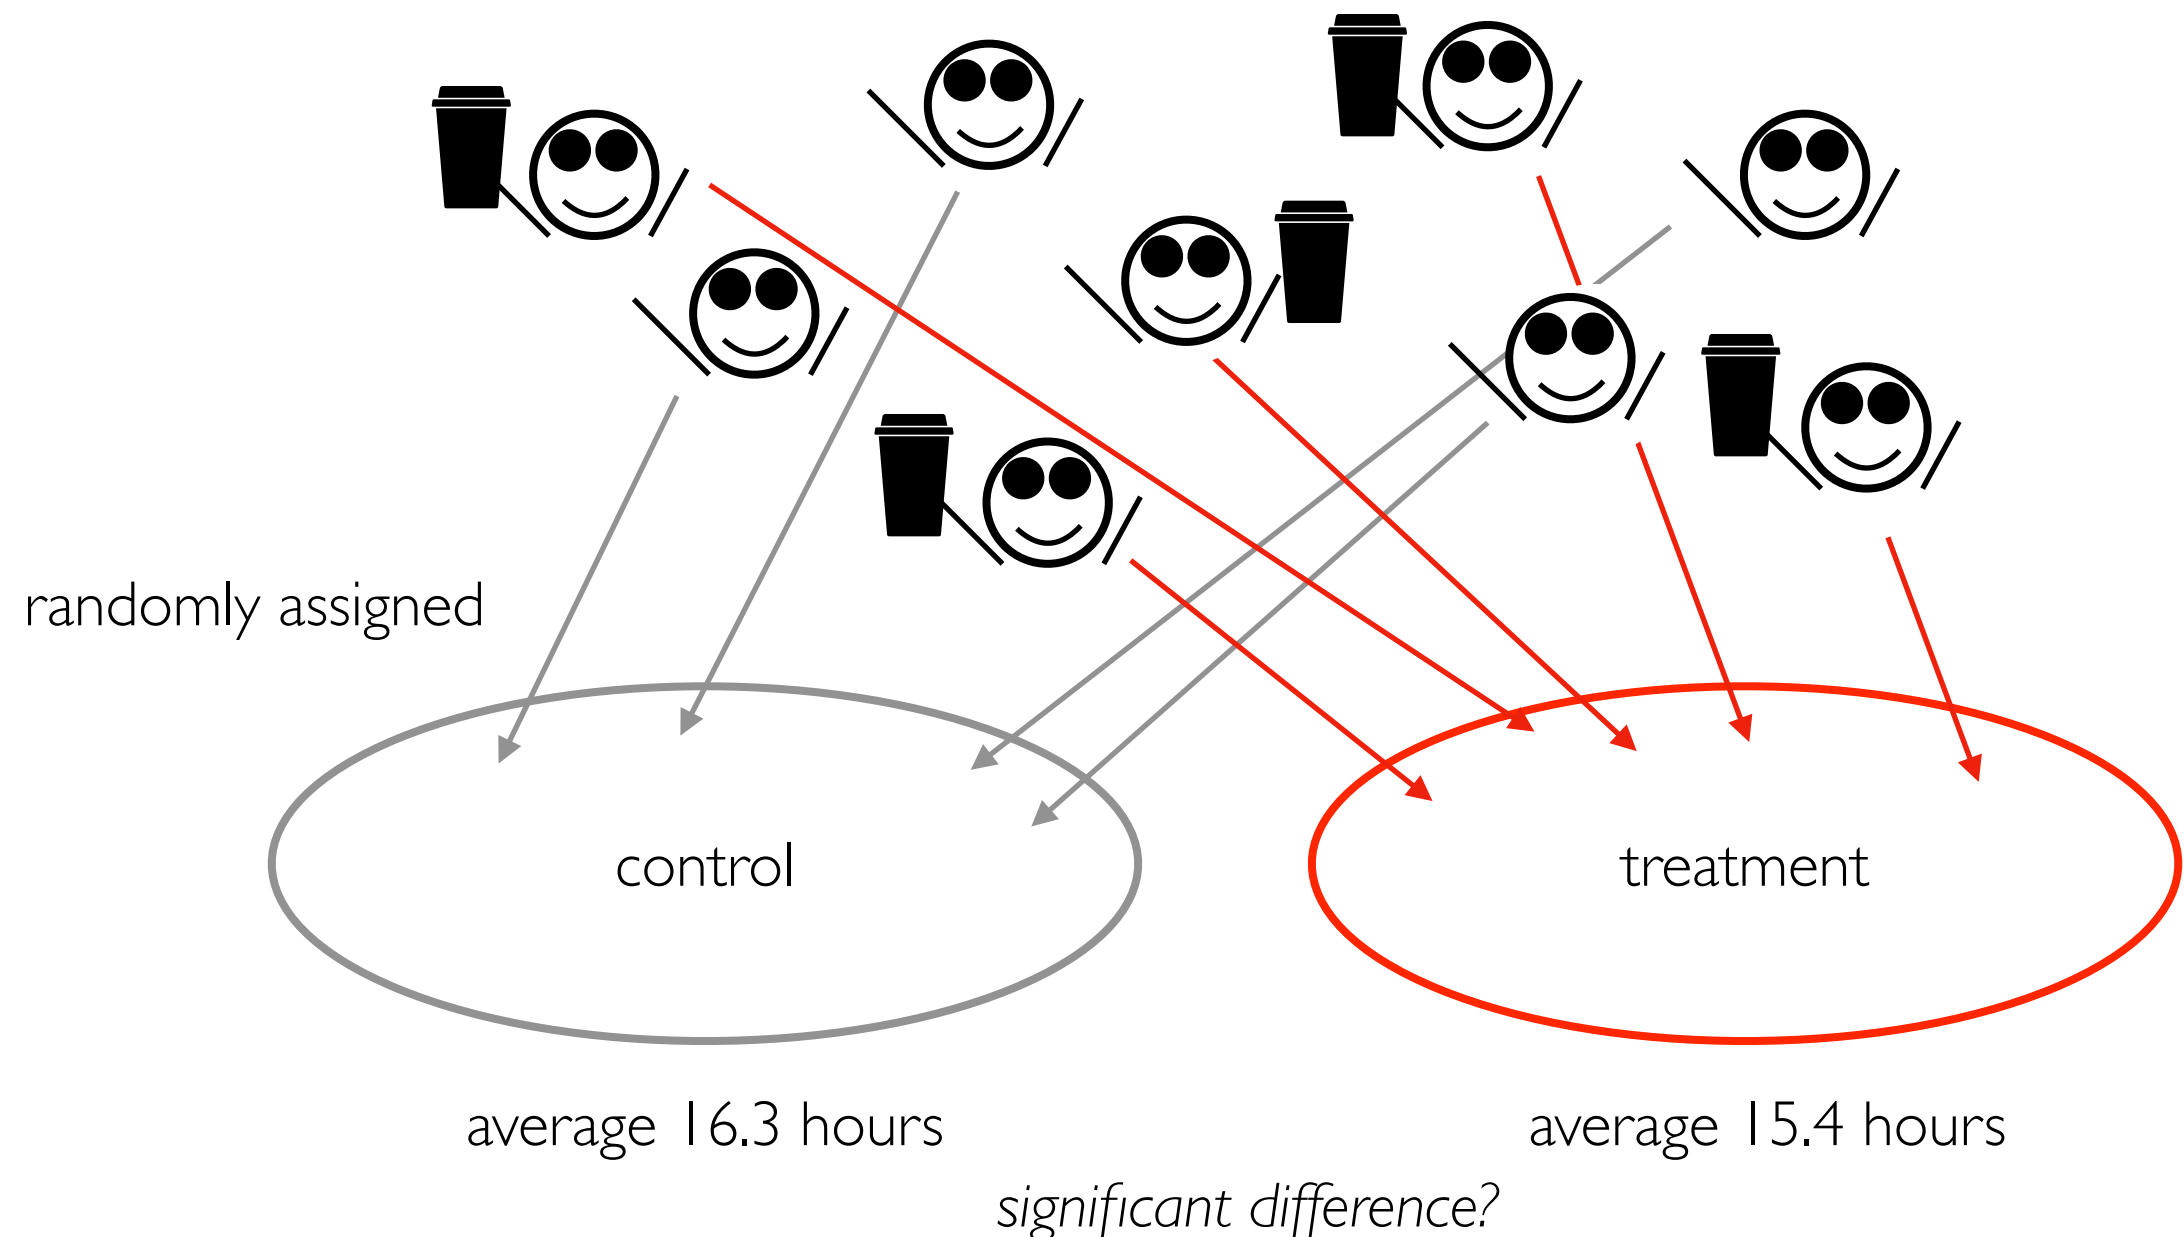 randomly assigned
control
treatment
average 16.3 hours
average 15.4 hours
significant difference?